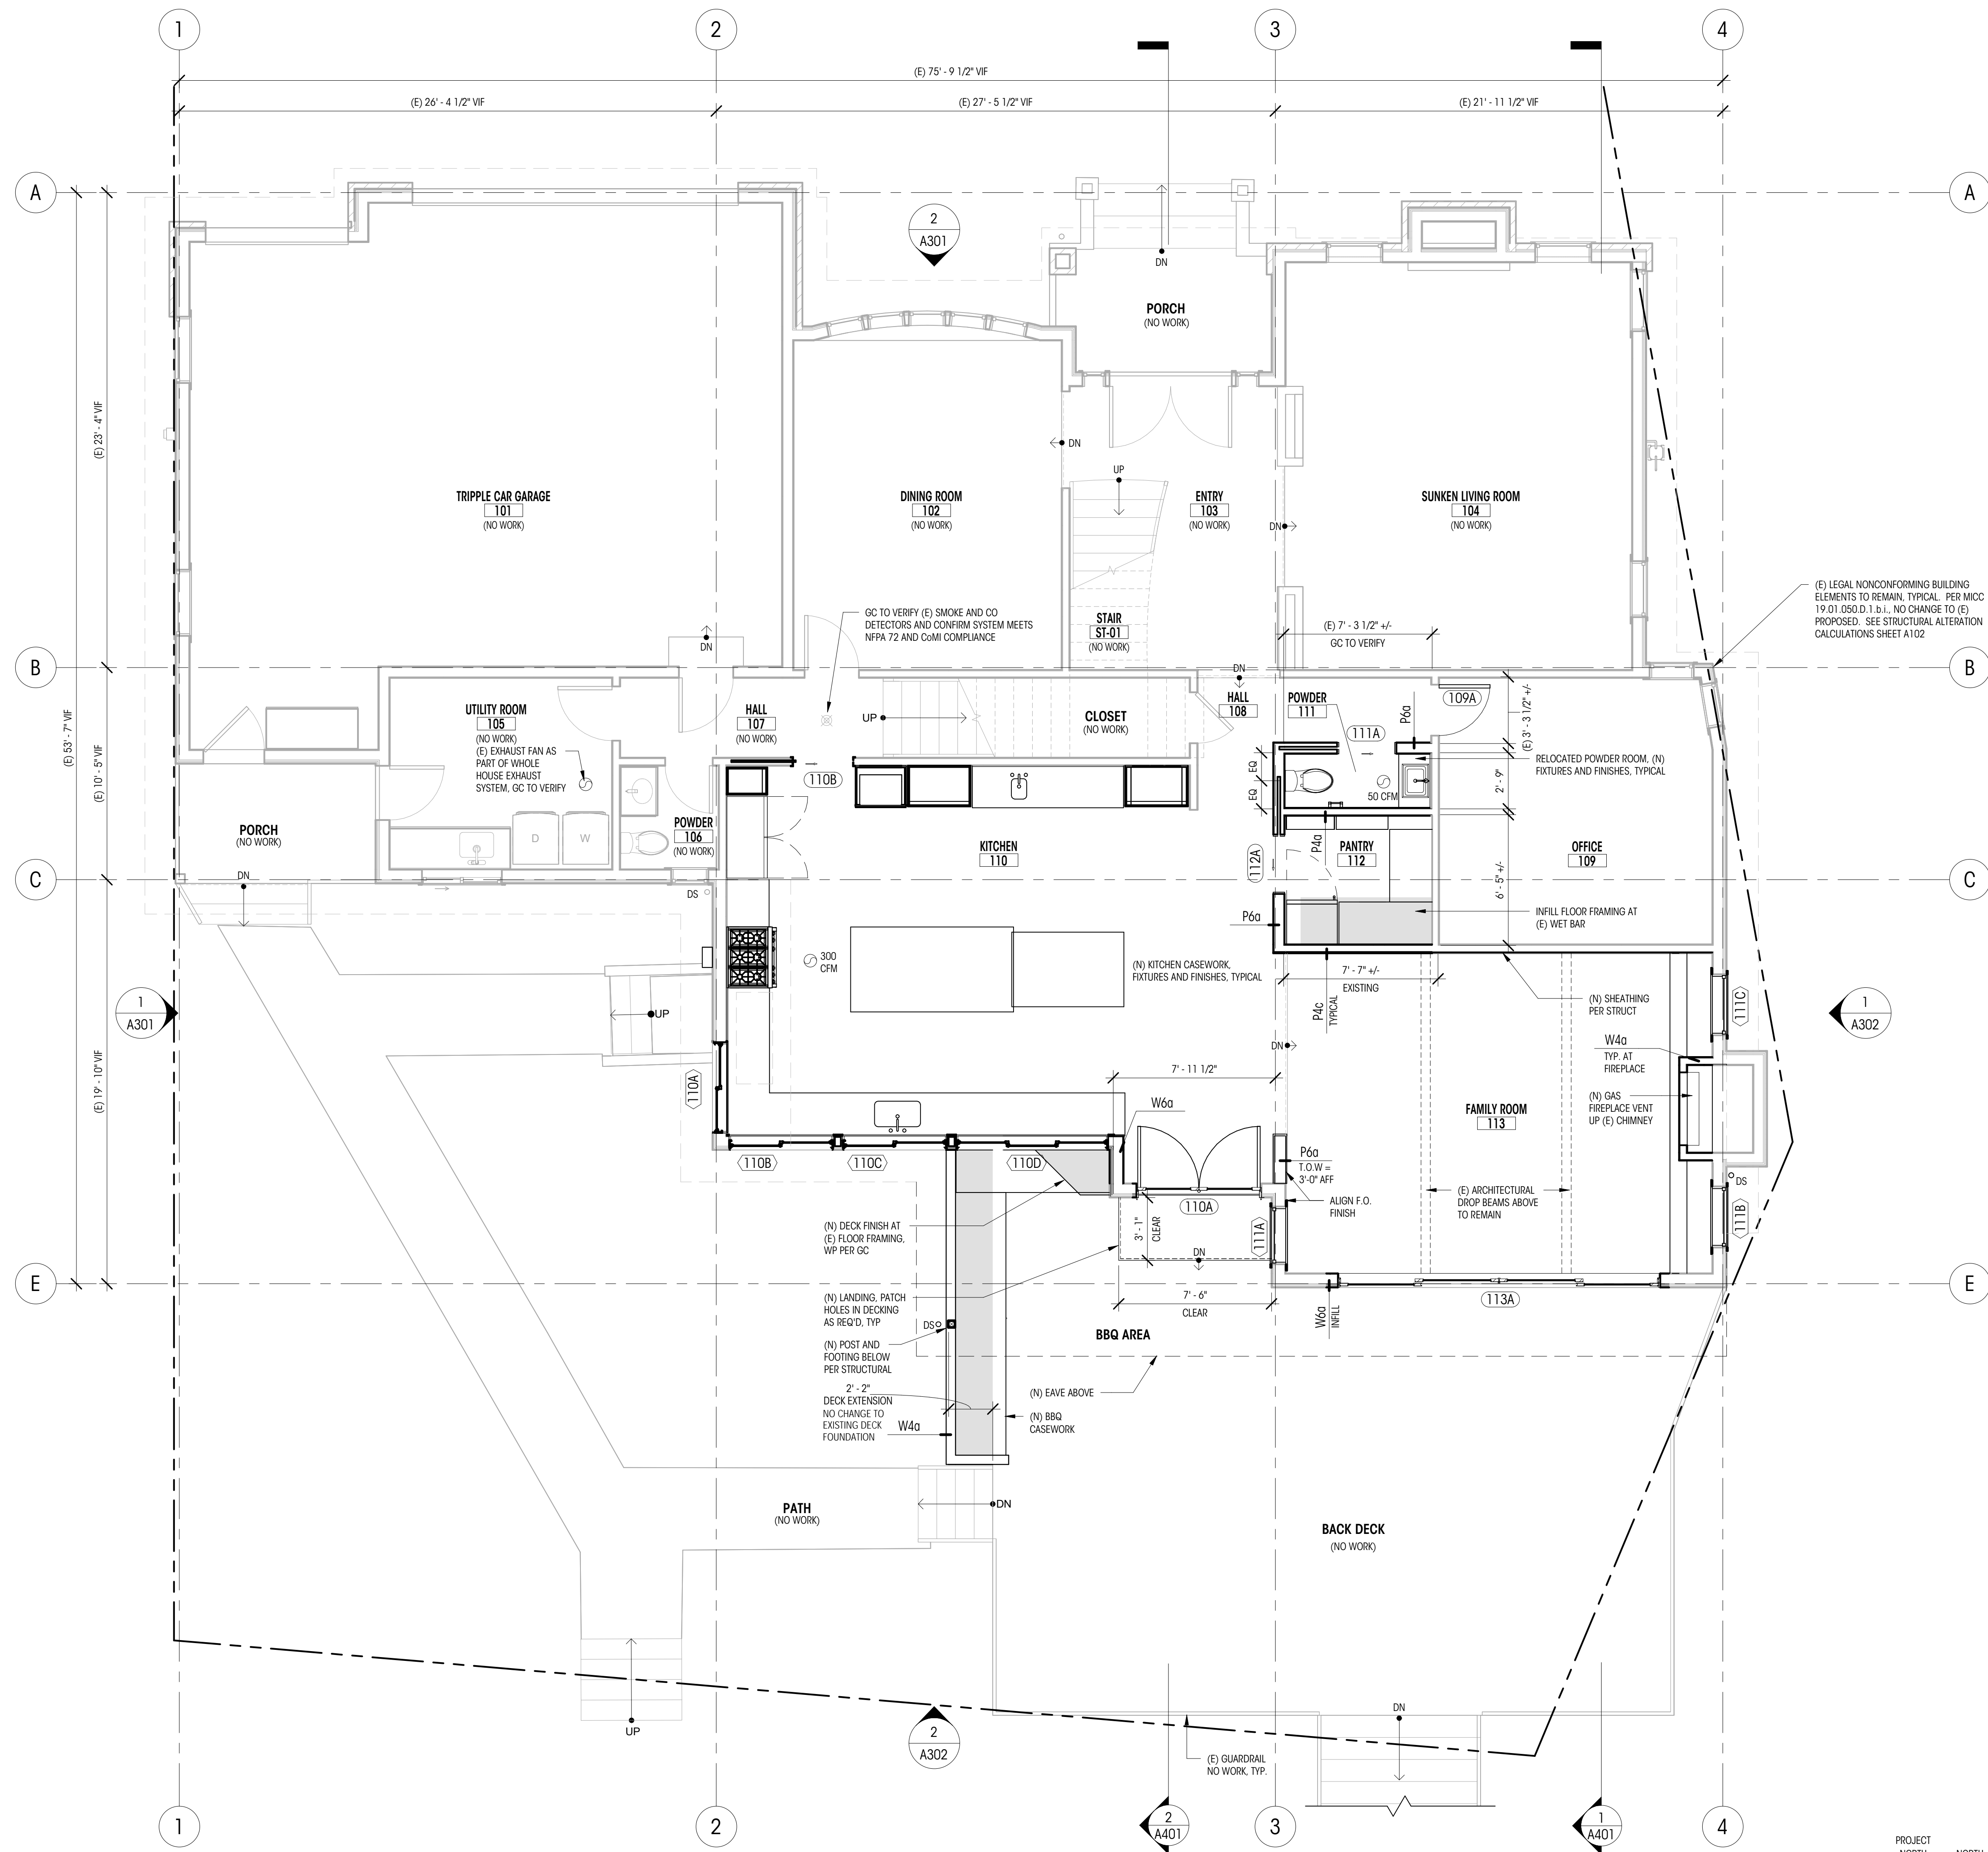 1
2
3
4
(E) 75' - 9 1/2" VIF
(E) 26' - 4 1/2" VIF
(E) 27' - 5 1/2" VIF
(E) 21' - 11 1/2" VIF
A
A
2
A301
DN
PORCH
(NO WORK)
(E) 23' - 4" VIF
DN
UP
TRIPPLE CAR GARAGE
101
(NO WORK)
DINING ROOM
102
(NO WORK)
ENTRY
103
(NO WORK)
DN
SUNKEN LIVING ROOM
104
(NO WORK)
GC TO VERIFY (E) SMOKE AND CO
DETECTORS AND CONFIRM SYSTEM MEETS
NFPA 72 AND CoMI COMPLIANCE
STAIR
ST-01
(NO WORK)
(E) 7' - 3 1/2" +/-
GC TO VERIFY
(E) LEGAL NONCONFORMING BUILDING
ELEMENTS TO REMAIN, TYPICAL. PER MICC
19.01.050.D.1.b.i., NO CHANGE TO (E)
PROPOSED. SEE STRUCTURAL ALTERATION
CALCULATIONS SHEET A102
DN
B
DN
B
UTILITY ROOM
105
(NO WORK)
(E) EXHAUST FAN AS
PART OF WHOLE
HOUSE EXHAUST
SYSTEM, GC TO VERIFY
HALL
107
(NO WORK)
UP
CLOSET
(NO WORK)
HALL
108
POWDER
111
111A
P6a
109A
(E) 3' - 3 1/2" +/-
(E) 53' - 7" VIF
(E) 10' - 5" VIF
110B
EQ
EQ
50 CFM
2' - 9"
RELOCATED POWDER ROOM, (N)
FIXTURES AND FINISHES, TYPICAL
PORCH
(NO WORK)
D
W
POWDER
106
(NO WORK)
KITCHEN
110
112A
P4a
PANTRY
112
OFFICE
109
6' - 5" +/-
C
DN
DS
C
P6a
INFILL FLOOR FRAMING AT
(E) WET BAR
300
CFM
(N) KITCHEN CASEWORK,
FIXTURES AND FINISHES, TYPICAL
7' - 7" +/-
EXISTING
P4c
TYPICAL
(N) SHEATHING
PER STRUCT
111C
1
A301
UP
1
A302
DN
W4a
TYP. AT
FIREPLACE
(E) 19' - 10" VIF
110A
7' - 11 1/2"
W6a
FAMILY ROOM
113
(N) GAS
FIREPLACE VENT
UP (E) CHIMNEY
110B
110C
110D
P6a
T.O.W =
3'-0" AFF
ALIGN F.O.
FINISH
(E) ARCHITECTURAL
DROP BEAMS ABOVE
TO REMAIN
DS
111B
(N) DECK FINISH AT
(E) FLOOR FRAMING,
WP PER GC
3' - 1"
CLEAR
110A
111A
DN
E
E
(N) LANDING, PATCH
HOLES IN DECKING
AS REQ'D, TYP
7' - 6"
CLEAR
W6a
INFILL
113A
DS
BBQ AREA
(N) POST AND
FOOTING BELOW
PER STRUCTURAL
2' - 2"
DECK EXTENSION
NO CHANGE TO
EXISTING DECK
FOUNDATION
W4a
(N) EAVE ABOVE
(N) BBQ
CASEWORK
PATH
(NO WORK)
DN
BACK DECK
(NO WORK)
UP
2
A302
(E) GUARDRAIL
NO WORK, TYP.
DN
1
2
2
A401
3
1
A401
4
PROJECT